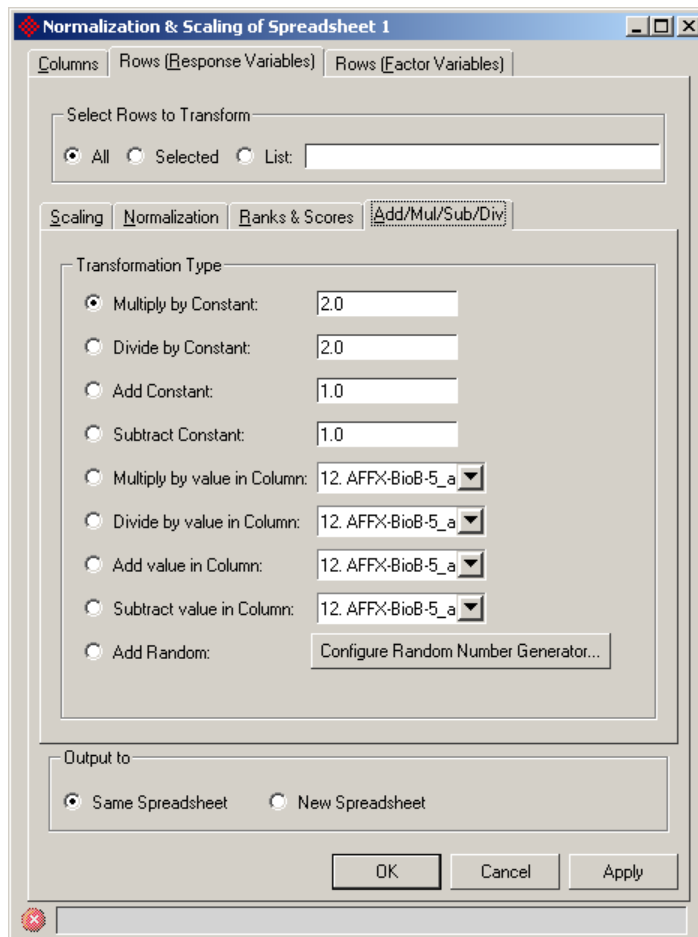 Normalization & Scaling of Spreadsheet 1
Columns Rows (Response Variables) Rows (Factor Variables)
Select Rows to Transform
All Selected List:
Scaling Normalization Ranks & Scores Add/Mul/Sub/Div
Transformation Type
Multiply by Constant: 2.0
Divide by Constant: 2.0
Add Constant: 1.0
Subtract Constant: 1.0
Multiply by value in Column: 12. AFFX-BioB-5_a
Divide by value in Column: 12. AFFX-BioB-5_a
Add value in Column: 12. AFFX-BioB-5_a
Subtract value in Column: 12. AFFX-BioB-5_a
Add Random: Configure Random Number Generator...
Output to
Same Spreadsheet New Spreadsheet
OK Cancel Apply